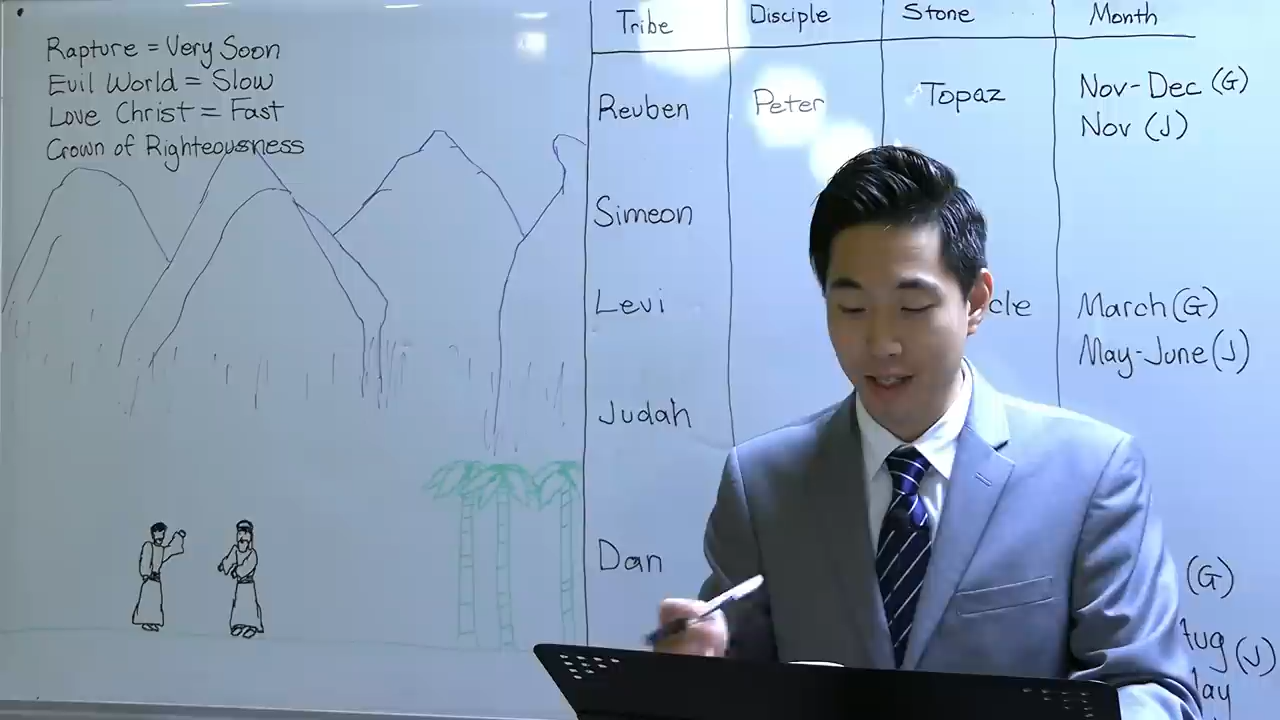 Rapture = Very Soon
Evil World = Slow
Love Christ = Fast
Crown of Righteousness
Tribe Disciple Stone Month
Reuben Peter Topaz Nov-Dec (G)
Nov (J)
Simeon
Levi March (G)
May-June (J)
Judah
Dan (G)
(J)